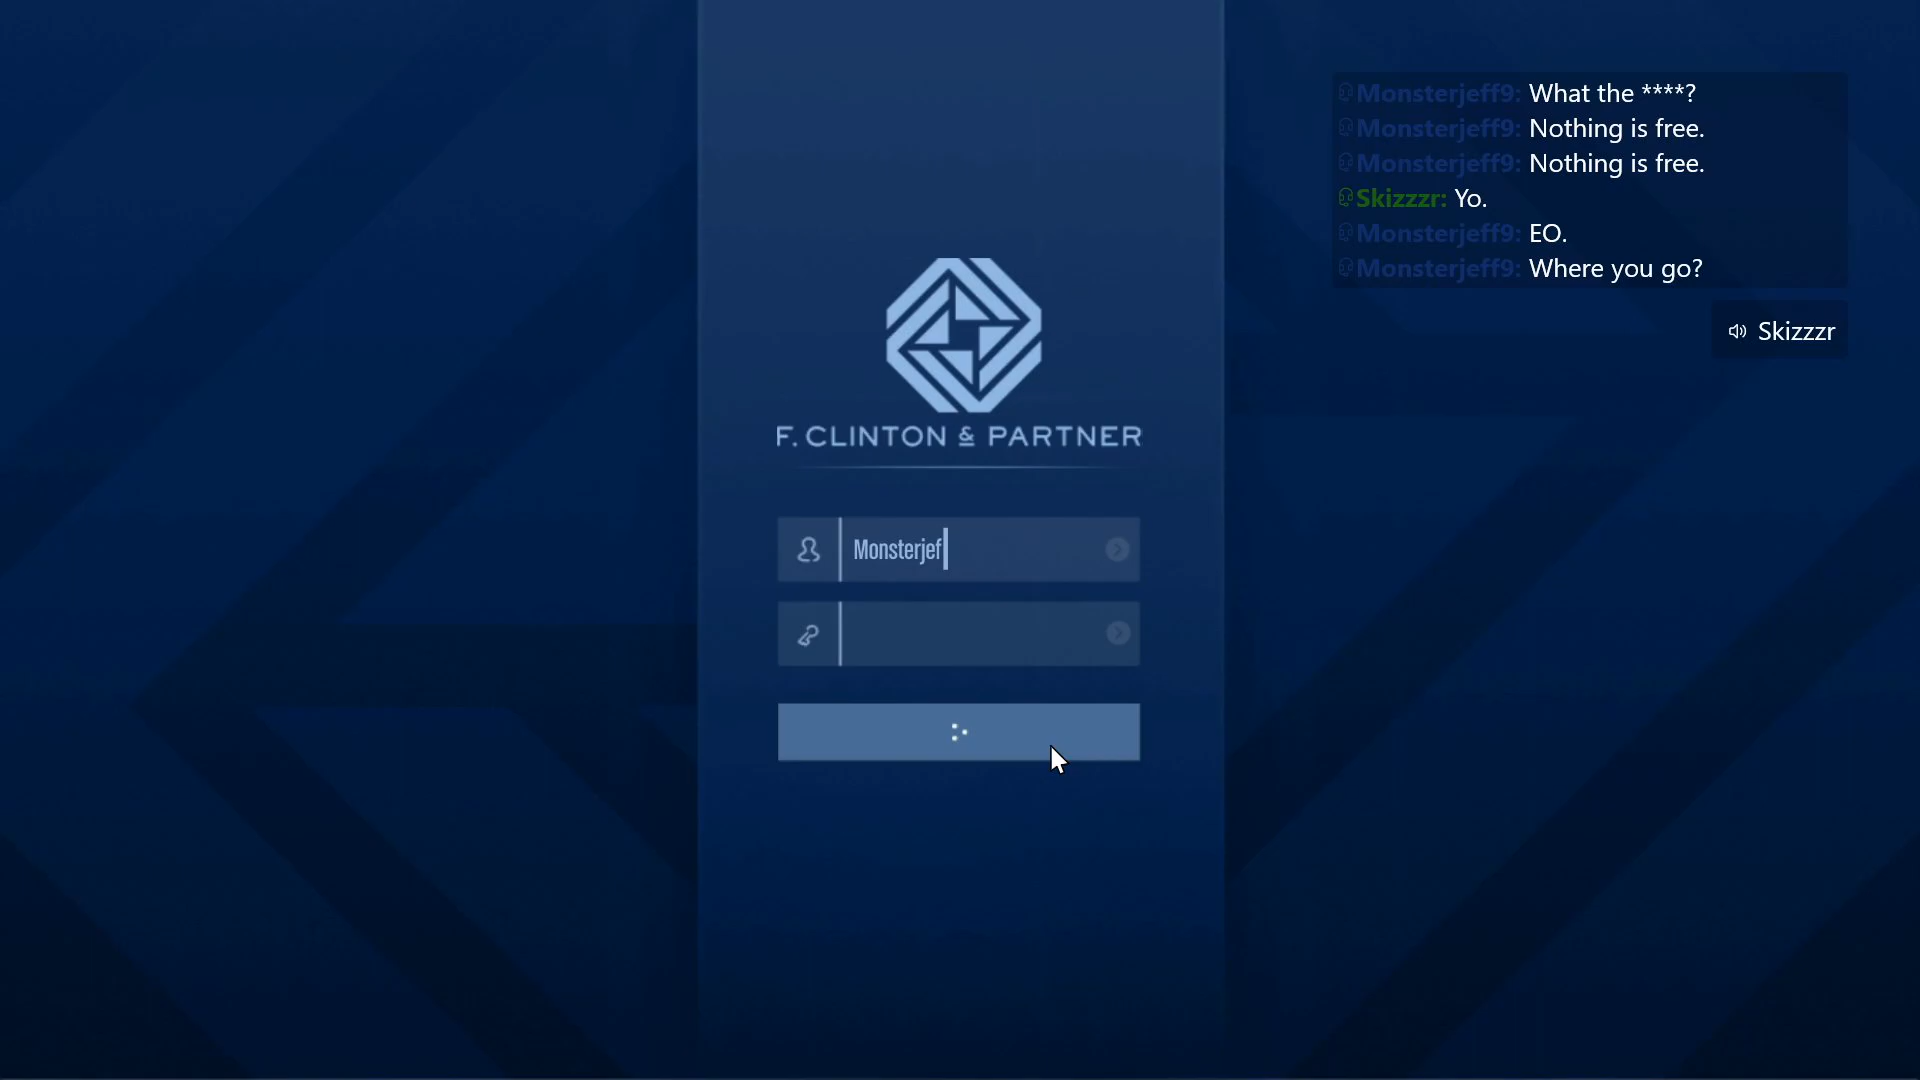 Monsterjeff9: What the ****?
Monsterjeff9: Nothing is free.
Monsterjeff9: Nothing is free.
Skizzzr: Yo.
Monsterjeff9: EO.
Monsterjeff9: Where you go?
Skizzzr
F. CLINTON & PARTNER
Monsterjef